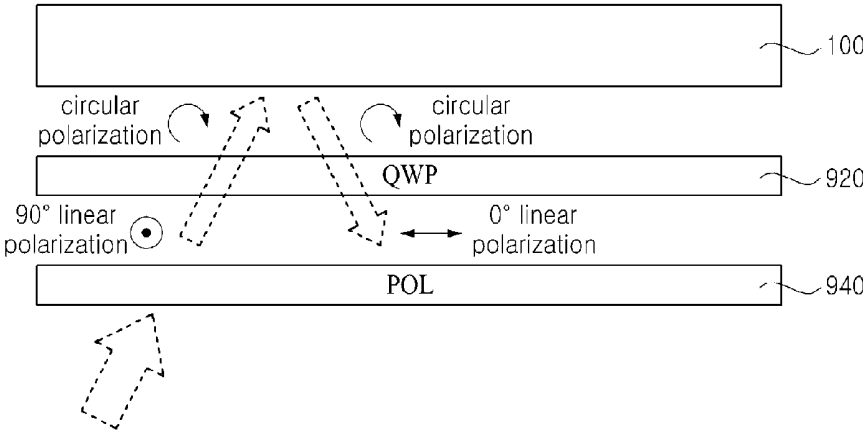 100
circular
polarization
circular
polarization
QWP
920
90° linear
polarization
0° linear
polarization
POL
940